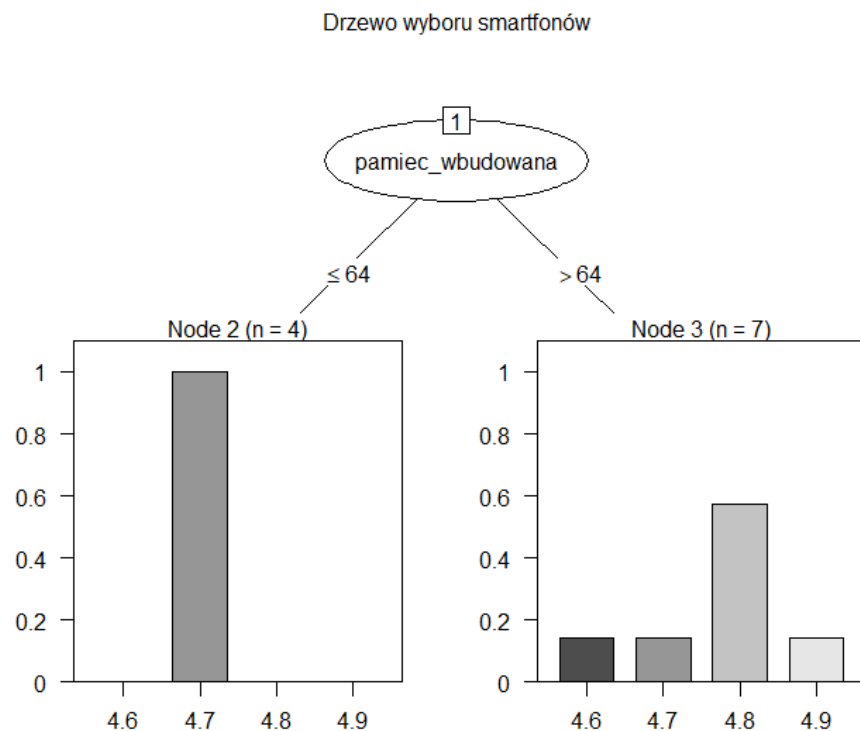 Drzewo wyboru smartfonów
1
pamiec_wbudowana
≤ 64
> 64
Node 2 (n = 4)
1
0.8
0.6
0.4
0.2
0
4.6 4.7 4.8 4.9
Node 3 (n = 7)
1
0.8
0.6
0.4
0.2
0
4.6 4.7 4.8 4.9